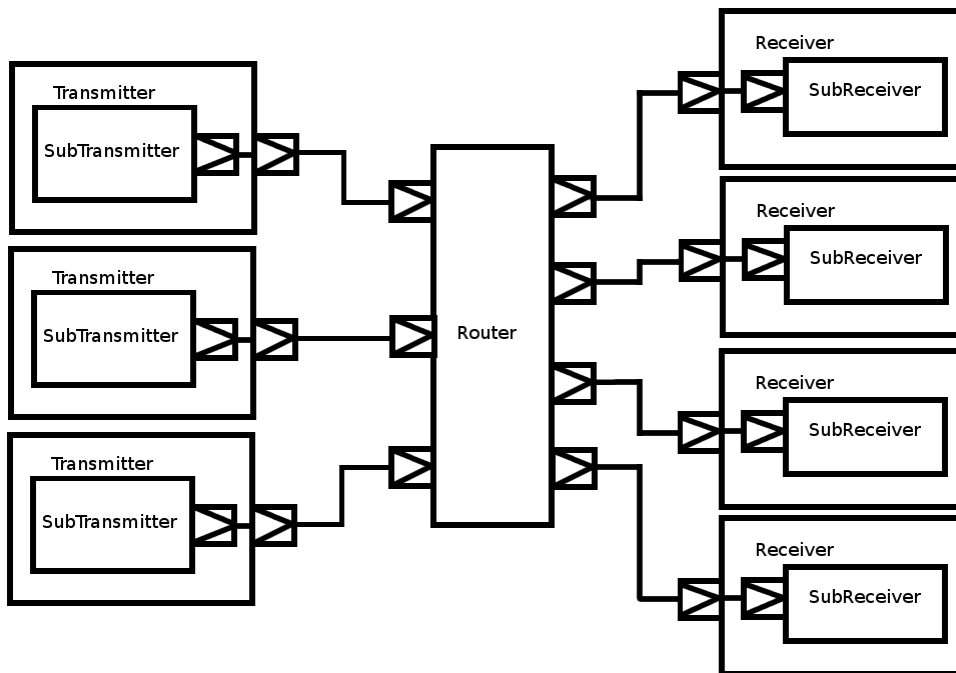 Transmitter
SubTransmitter
Transmitter
SubTransmitter
Transmitter
SubTransmitter
Router
Receiver
SubReceiver
Receiver
SubReceiver
Receiver
SubReceiver
Receiver
SubReceiver